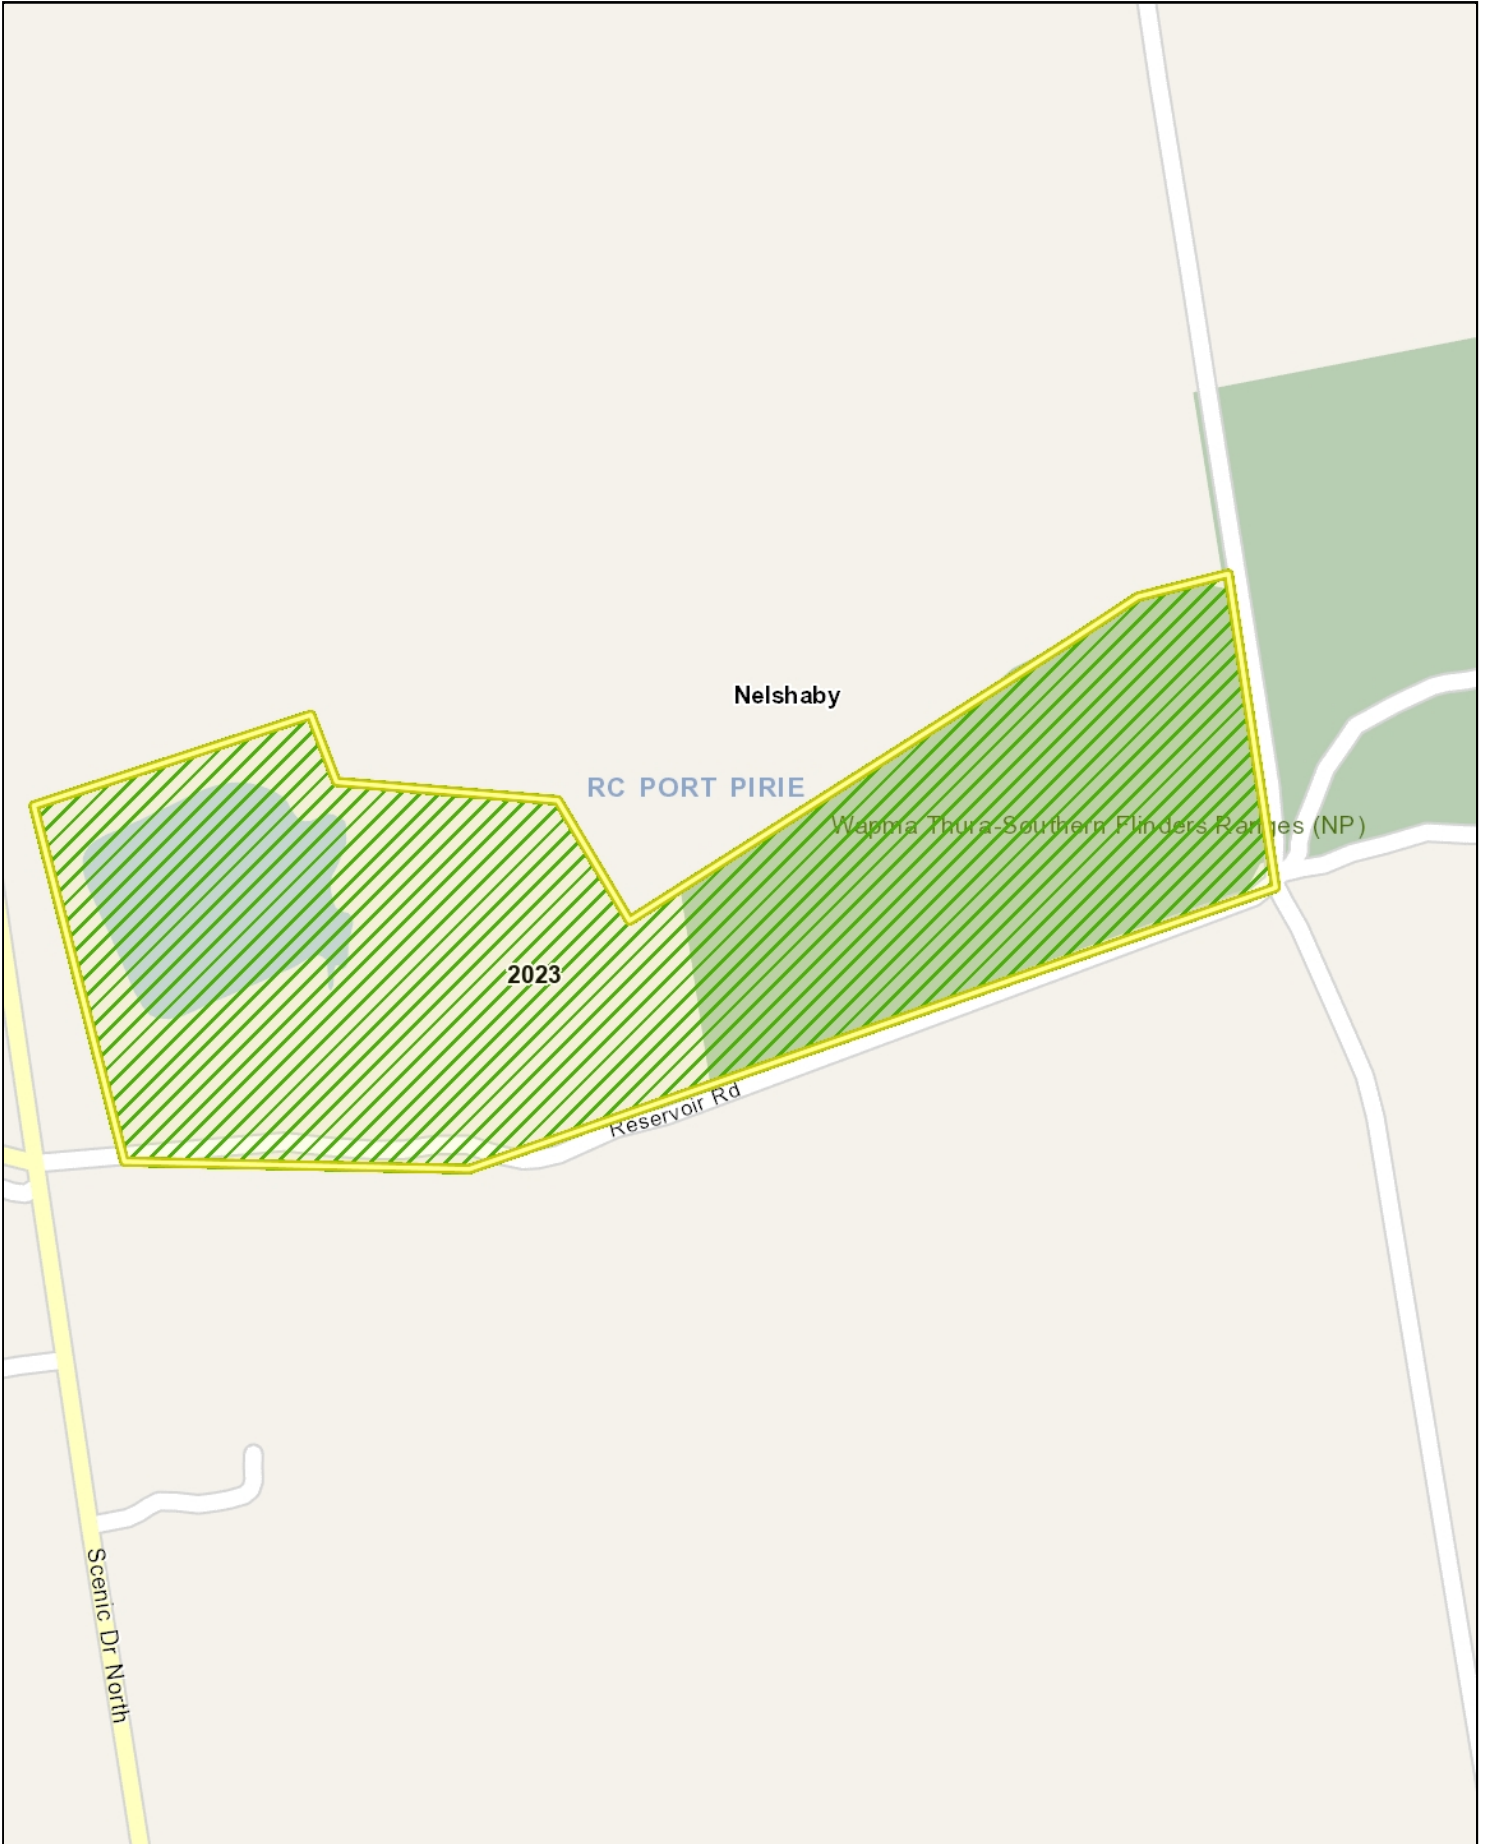 Nelshaby
RC PORT PIRIE
Wapma Thura-Southern Flinders Ranges (NP)
2023
Reservoir Rd
Scenic Dr North